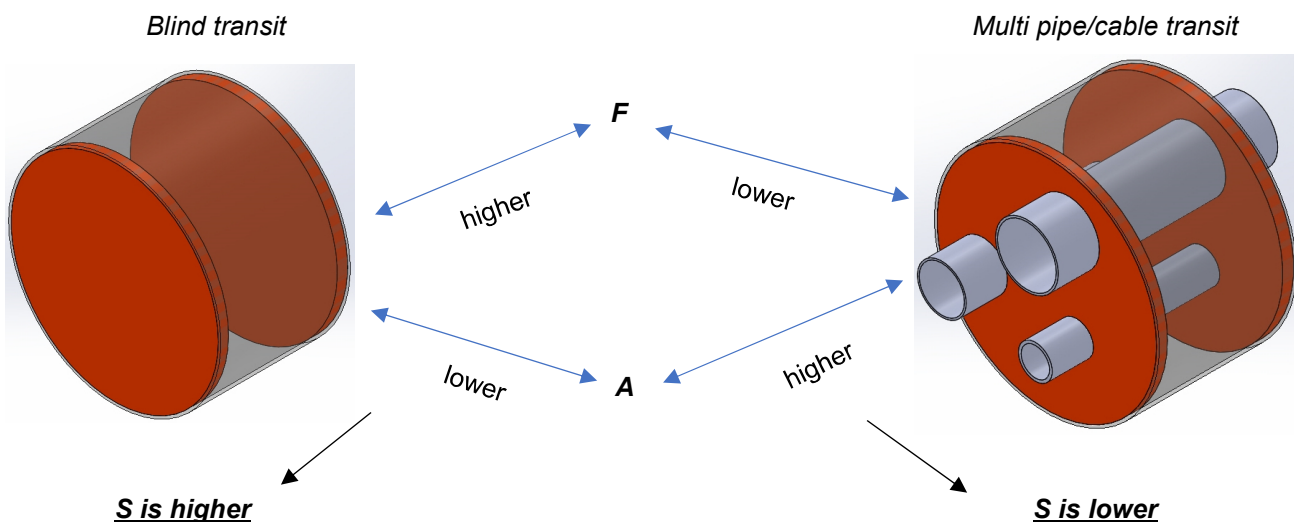 Blind transit
Multi pipe/cable transit
F
higher
lower
lower
A
higher
S is higher
S is lower